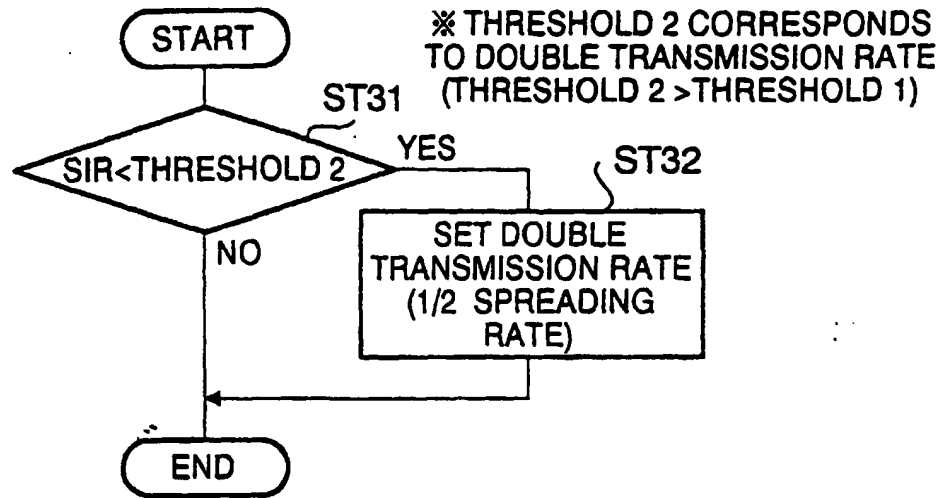 START
※ THRESHOLD 2 CORRESPONDS
TO DOUBLE TRANSMISSION RATE
(THRESHOLD 2 >THRESHOLD 1)
ST31
SIR<THRESHOLD 2
YES
ST32
NO
SET DOUBLE
TRANSMISSION RATE
(1/2 SPREADING
RATE)
END